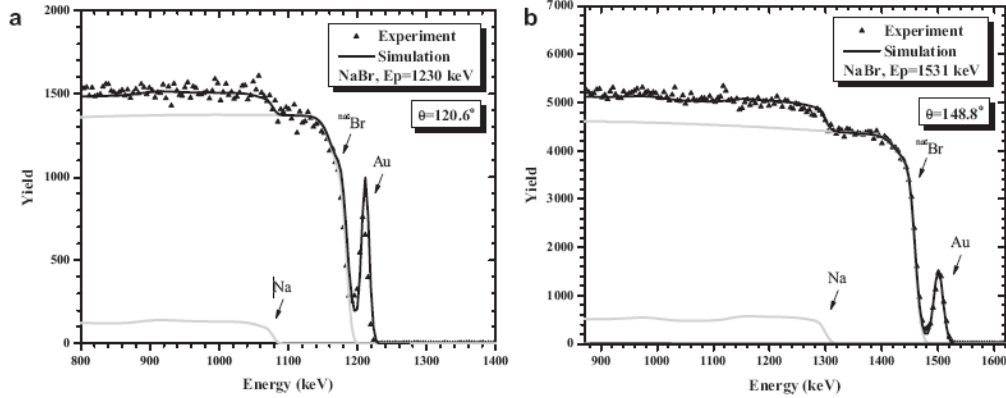 a
2000
1500
1000
500
0
Yield
Experiment
Simulation
NaBr, Ep=1230 keV
θ=120.6°
natBr
Au
Na
800 900 1000 1100 1200 1300 1400
Energy (keV)
b
7000
6000
5000
4000
3000
2000
1000
0
Yield
Experiment
Simulation
NaBr, Ep=1531 keV
θ=148.8°
natBr
Au
Na
900 1000 1100 1200 1300 1400 1500 1600
Energy (keV)